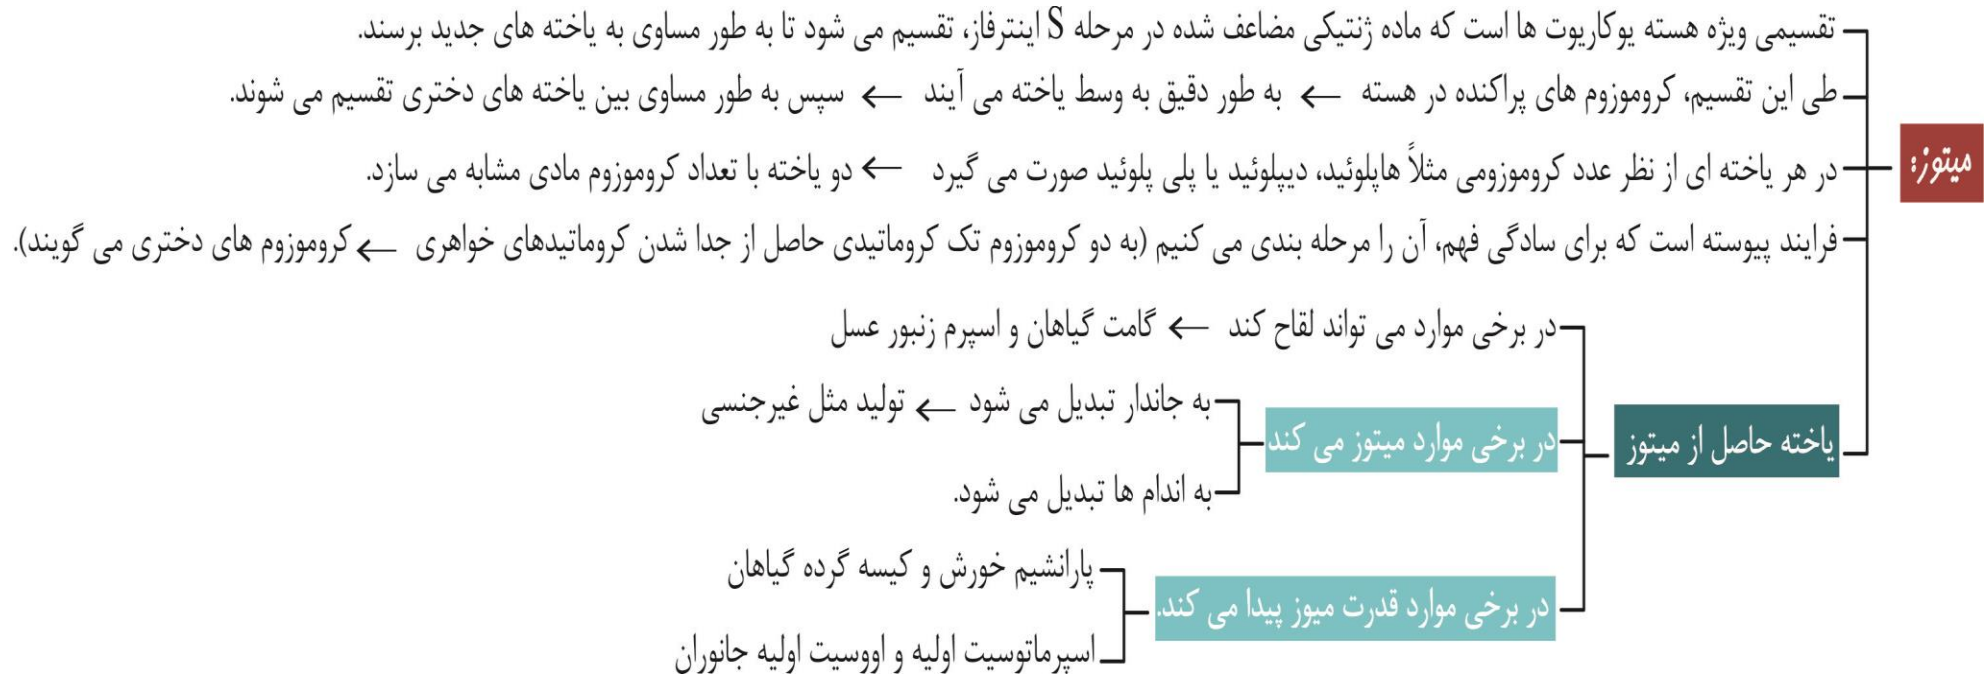 میتوز:
تقسیمی ویژه هسته یوکاریوت ها است که ماده ژنتیکی مضاعف شده در مرحله S اینترفاز، تقسیم می شود تا به طور مساوی به یاخته های جدید برسند.
طی این تقسیم، کروموزوم های پراکنده در هسته ← به طور دقیق به وسط یاخته می آیند ← سپس به طور مساوی بین یاخته های دختری تقسیم می شوند.
در هر یاخته ای از نظر عدد کروموزومی مثلاً هاپلوئید، دیپلوئید یا پلی پلوئید صورت می گیرد ← دو یاخته با تعداد کروموزوم مادی مشابه می سازد.
فرایند پیوسته است که برای سادگی فهم، آن را مرحله بندی می کنیم (به دو کروموزوم تک کروماتیدی حاصل از جدا شدن کروماتیدهای خواهری ← کروموزوم های دختری می گویند).
یاخته حاصل از میتوز
در برخی موارد می تواند لقاح کند ← گامت گیاهان و اسپرم زنبور عسل
در برخی موارد میتوز می کند
به جاندار تبدیل می شود ← تولید مثل غیرجنسی
به اندام ها تبدیل می شود.
در برخی موارد قدرت میوز پیدا می کند.
پارانشیم خورش و کیسه گرده گیاهان
اسپرماتوسیت اولیه و اووسیت اولیه جانوران